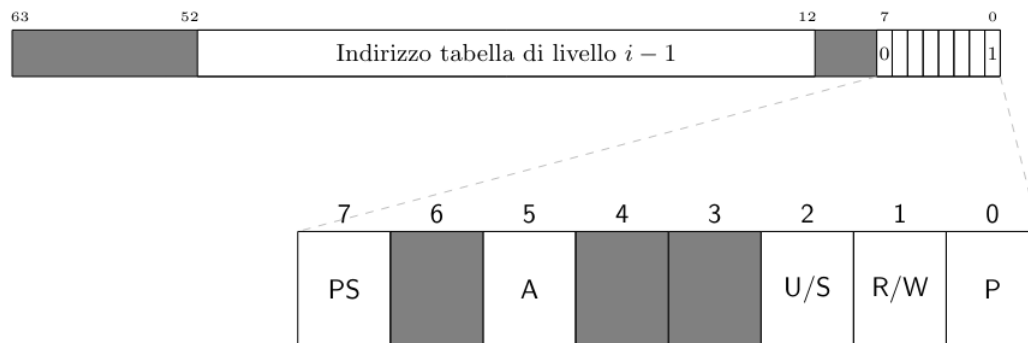 63 52 12 7 0
Indirizzo tabella di livello i − 1 0 1
7 6 5 4 3 2 1 0
PS A U/S R/W P